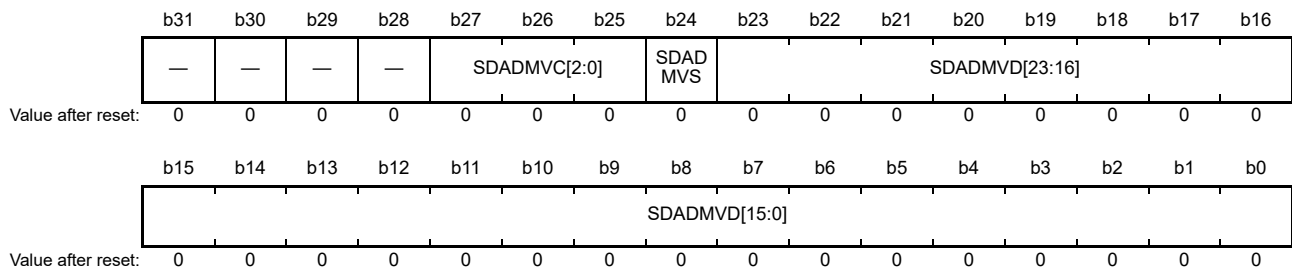 b31 b30 b29 b28 b27 b26 b25 b24 b23 b22 b21 b20 b19 b18 b17 b16
— — — — SDADMVC[2:0] SDAD MVS SDADMVD[23:16]
Value after reset: 0 0 0 0 0 0 0 0 0 0 0 0 0 0 0 0
b15 b14 b13 b12 b11 b10 b9 b8 b7 b6 b5 b4 b3 b2 b1 b0
SDADMVD[15:0]
Value after reset: 0 0 0 0 0 0 0 0 0 0 0 0 0 0 0 0